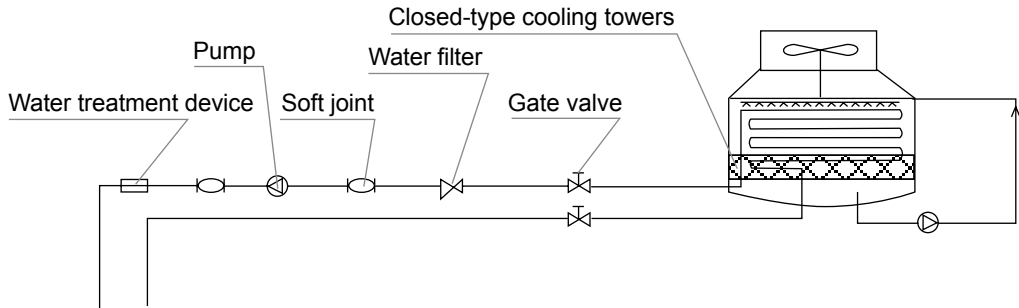 Closed-type cooling towers
Pump
Water filter
Water treatment device
Soft joint
Gate valve